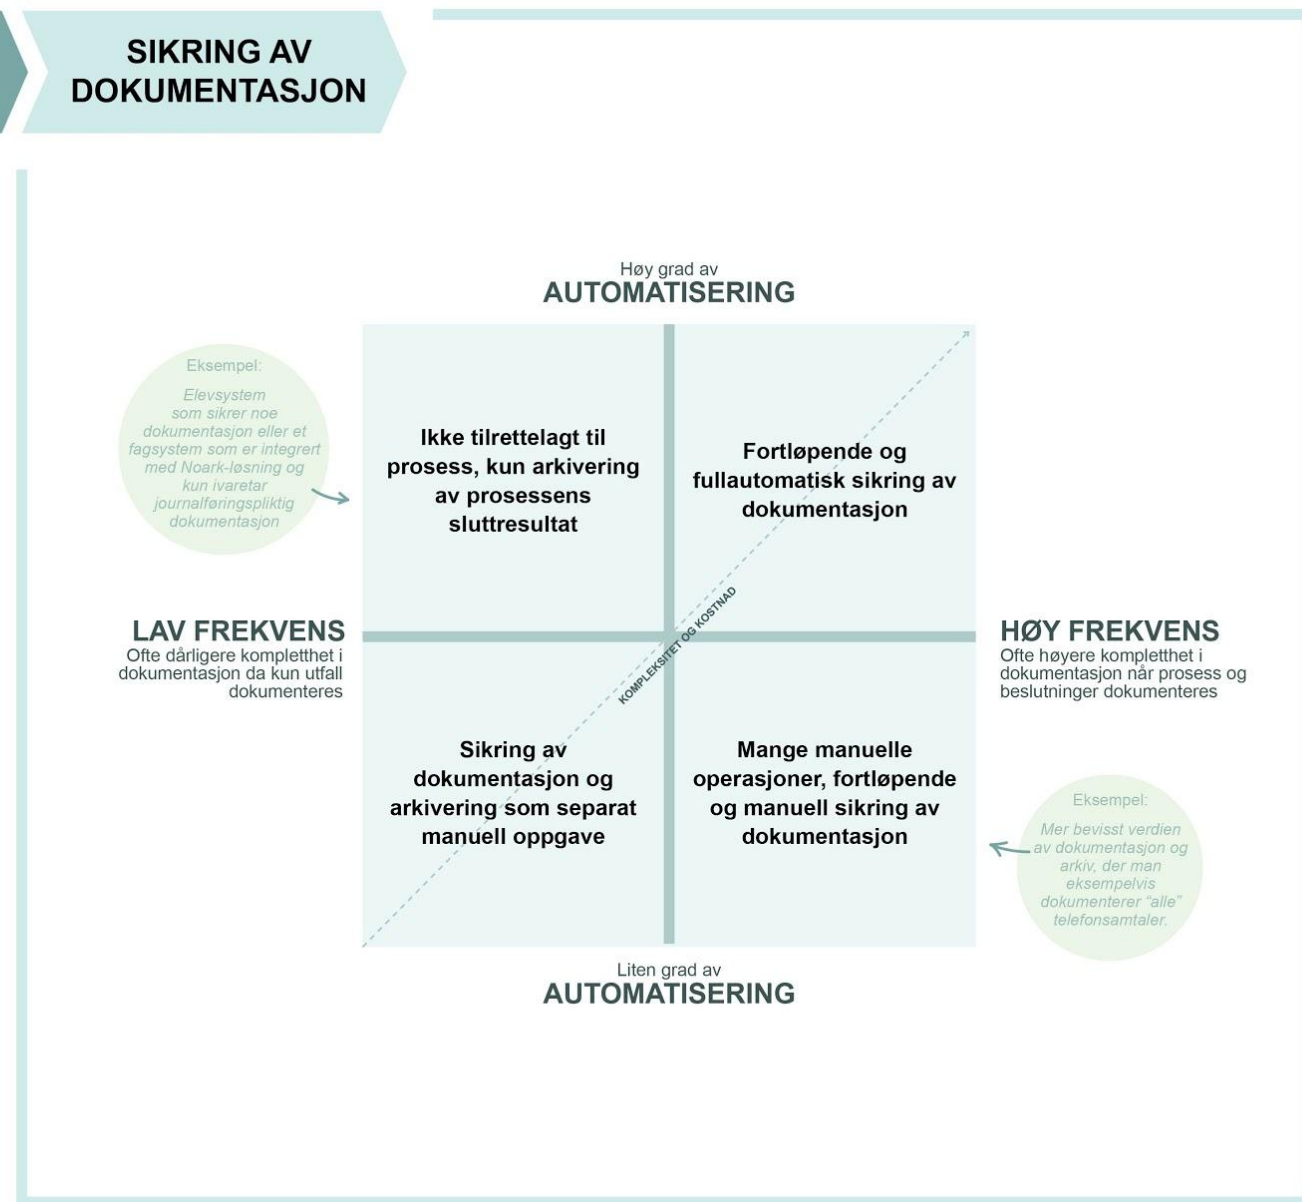 SIKRING AV
DOKUMENTASJON
Høy grad av
AUTOMATISERING
Eksempel:
Elevsystem
som sikrer noe
dokumentasjon eller et
fagsystem som er integrert
med Noark-løsning og
kun ivaretar
journalføringspliktig
dokumentasjon
Ikke tilrettelagt til
prosess, kun arkivering
av prosessens
sluttresultat
Fortløpende og
fullautomatisk sikring av
dokumentasjon
LAV FREKVENS
Ofte dårligere kompletthet i
dokumentasjon da kun utfall
dokumenteres
KOMPLEKSITET OG KOSTNAD
HØY FREKVENS
Ofte høyere kompletthet i
dokumentasjon når prosess og
beslutninger dokumenteres
Sikring av
dokumentasjon og
arkivering som separat
manuell oppgave
Mange manuelle
operasjoner, fortløpende
og manuell sikring av
dokumentasjon
Eksempel:
Mer bevisst verdien
av dokumentasjon og
arkiv, der man
eksempelvis
dokumenterer “alle”
telefonsamtaler.
Liten grad av
AUTOMATISERING